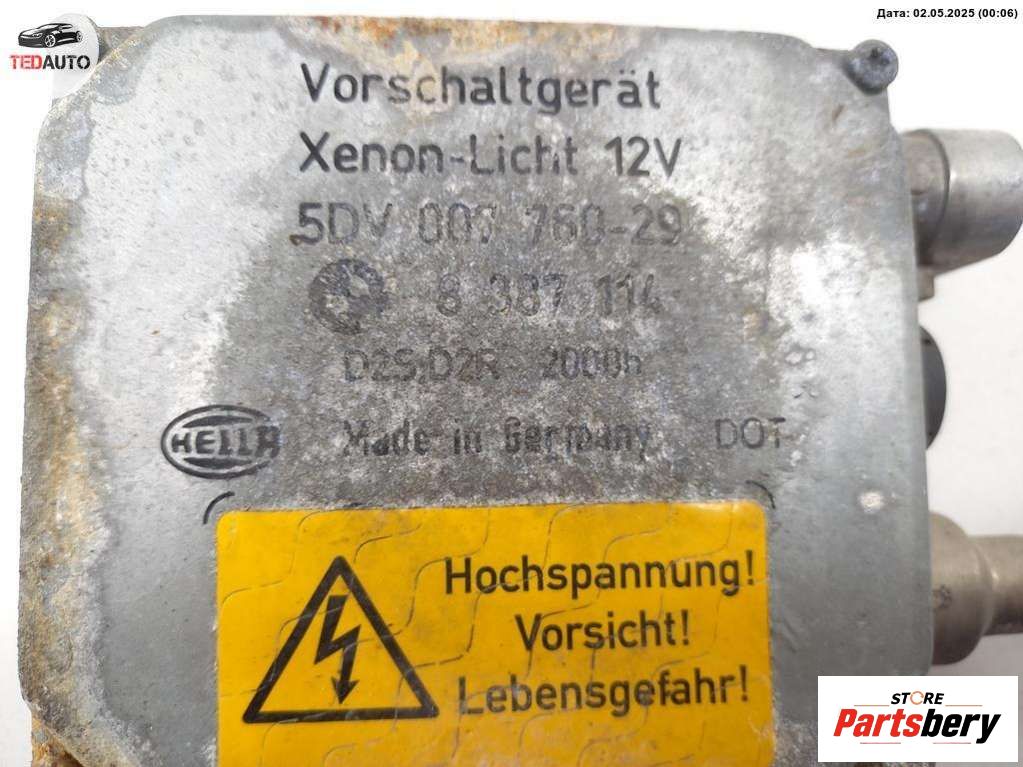 Дата: 02.05.2025 (00:06)
TEDAUTO
Vorschaltgerät
Xenon-Licht 12V
5DV 007 760-29
8 387 114
D2S,D2R 2000h
HELLA Made in Germany DOT
Hochspannung!
Vorsicht!
Lebensgefahr!
STORE
Partsbery